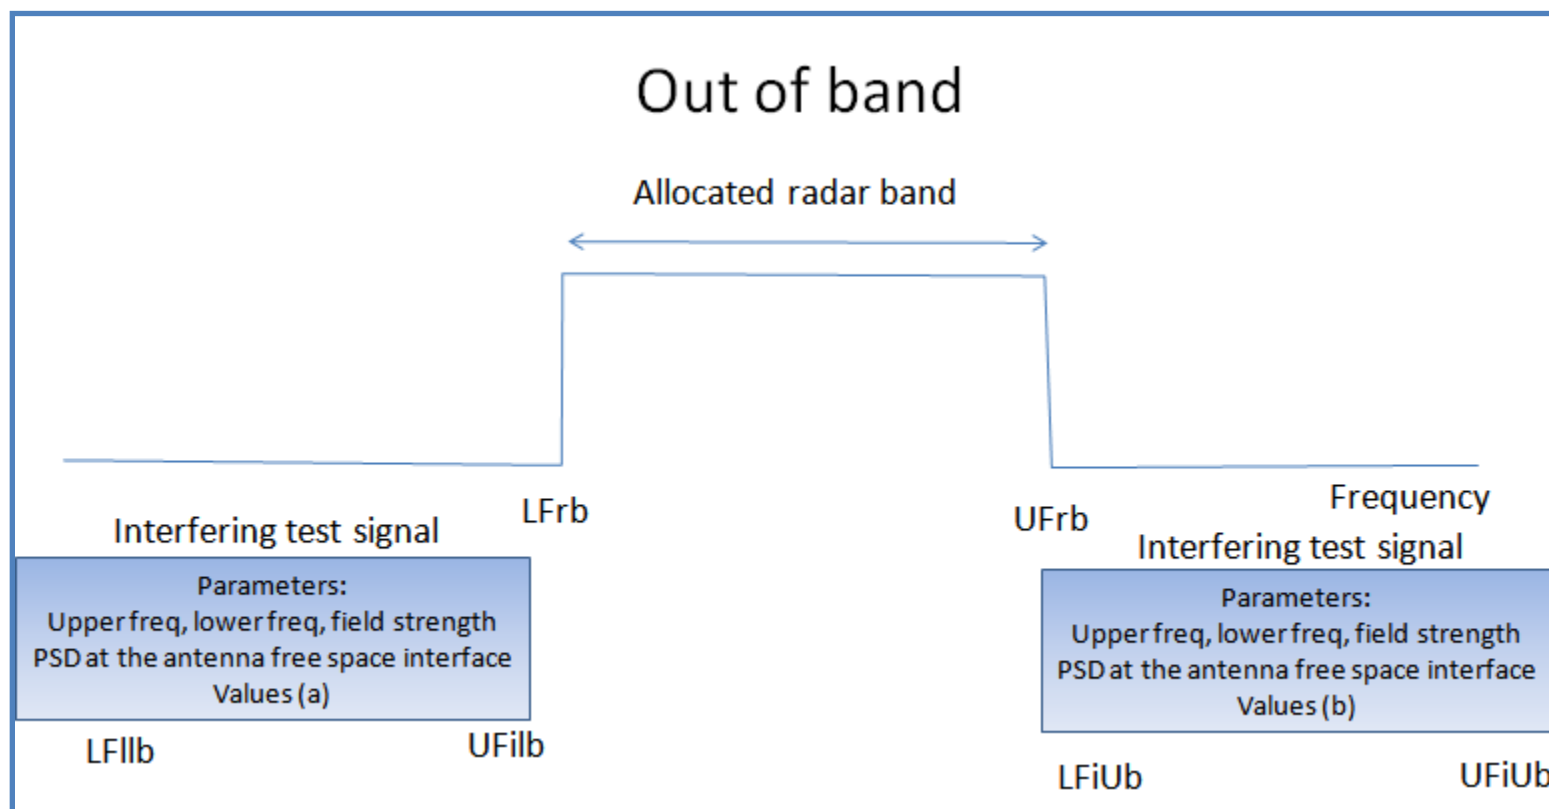 Out of band
Allocated radar band
LFrb
UFrb
Frequency
Interfering test signal
Parameters:
Upper freq, lower freq, field strength
PSD at the antenna free space interface
Values (a)
LFllb
UFilb
Interfering test signal
Parameters:
Upper freq, lower freq, field strength
PSD at the antenna free space interface
Values (b)
LFiUb
UFiUb